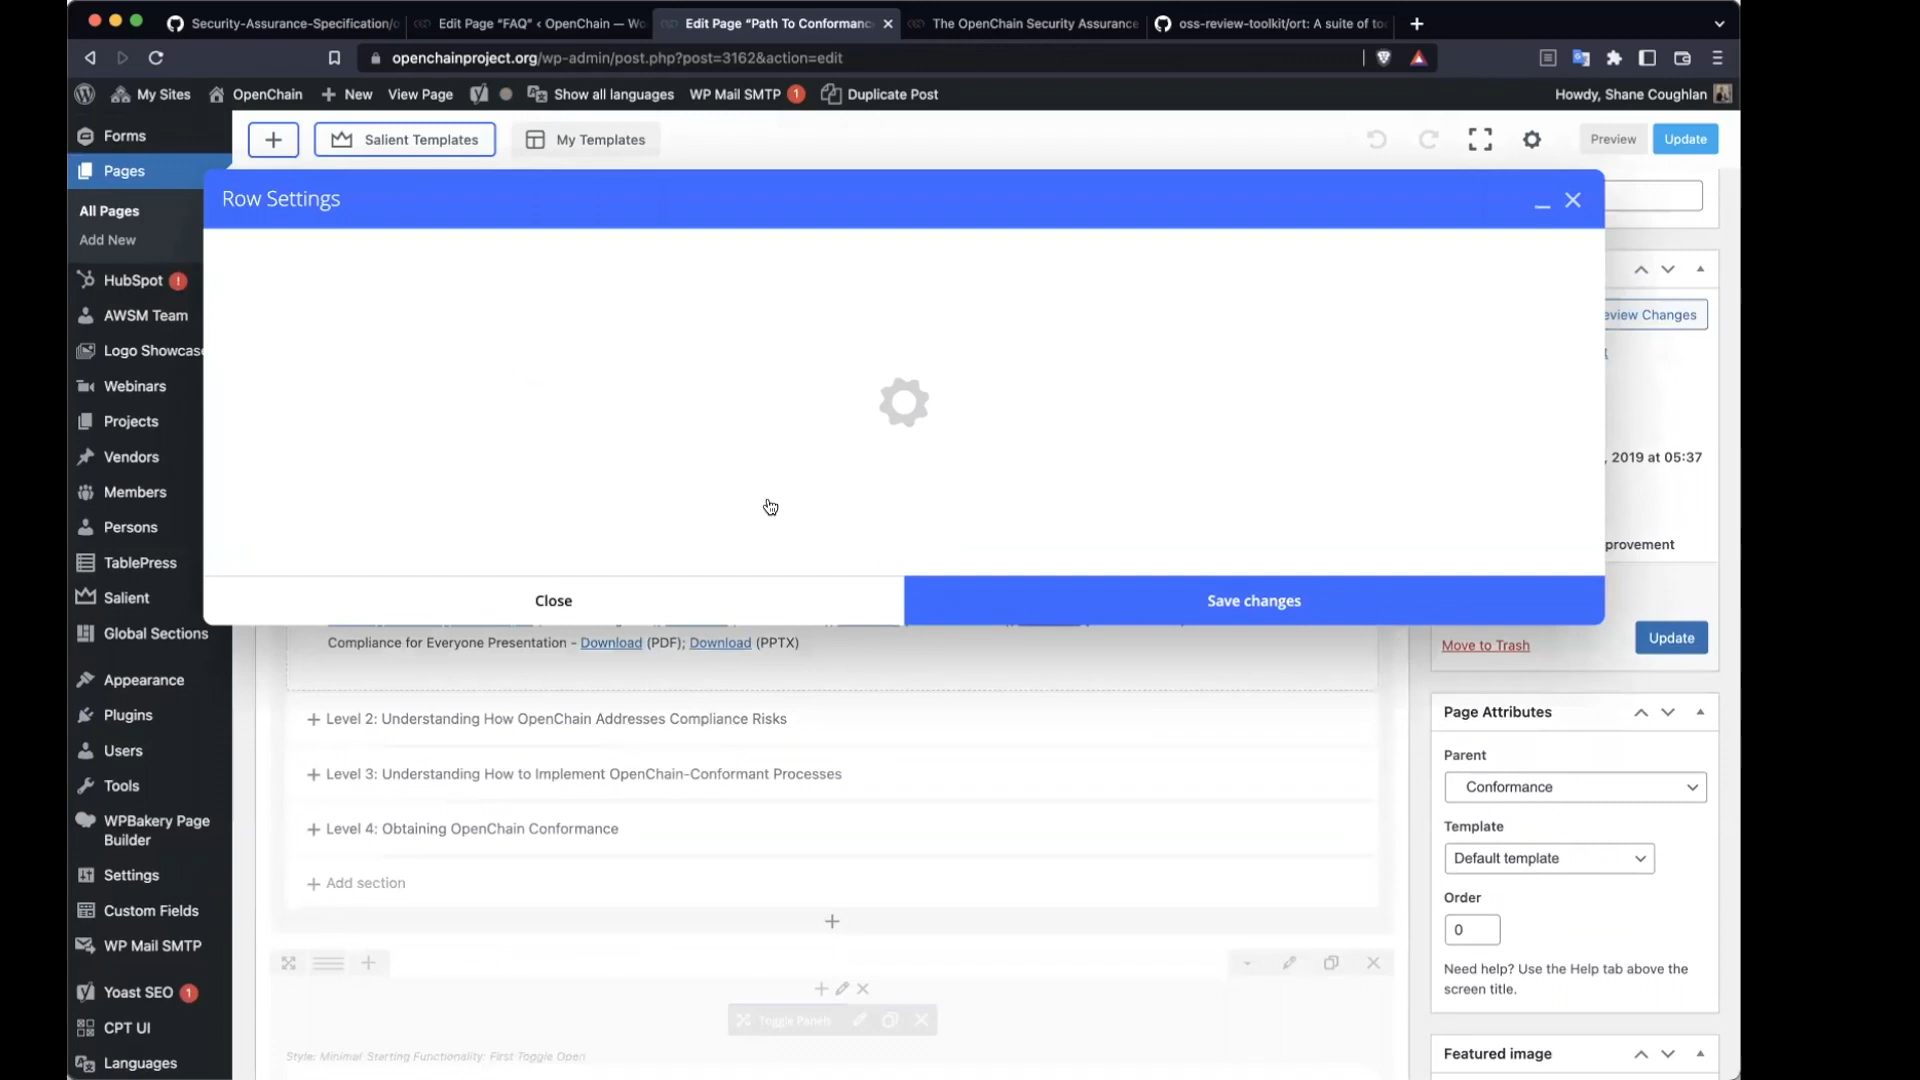 Security-Assurance-Specification/
Edit Page "FAQ" ‹ OpenChain — Wo
Edit Page "Path To Conformanc
The OpenChain Security Assurance
oss-review-toolkit/ort: A suite of to
openchainproject.org/wp-admin/post.php?post=3162&action=edit
My Sites
OpenChain
New
View Page
Show all languages
WP Mail SMTP 1
Duplicate Post
Howdy, Shane Coughlan
Forms
Pages
All Pages
Add New
HubSpot !
AWSM Team
Logo Showcase
Webinars
Projects
Vendors
Members
Persons
TablePress
Salient
Global Sections
Appearance
Plugins
Users
Tools
WPBakery Page
Builder
Settings
Custom Fields
WP Mail SMTP
Yoast SEO 1
CPT UI
Languages
Salient Templates
My Templates
Preview
Update
Row Settings
Close
Save changes
Compliance for Everyone Presentation - Download (PDF); Download (PPTX)
Level 2: Understanding How OpenChain Addresses Compliance Risks
Level 3: Understanding How to Implement OpenChain-Conformant Processes
Level 4: Obtaining OpenChain Conformance
Add section
Toggle Panels
Style: Minimal Starting Functionality: First Toggle Open
eview Changes
, 2019 at 05:37
provement
Move to Trash
Update
Page Attributes
Parent
Conformance
Template
Default template
Order
0
Need help? Use the Help tab above the
screen title.
Featured image